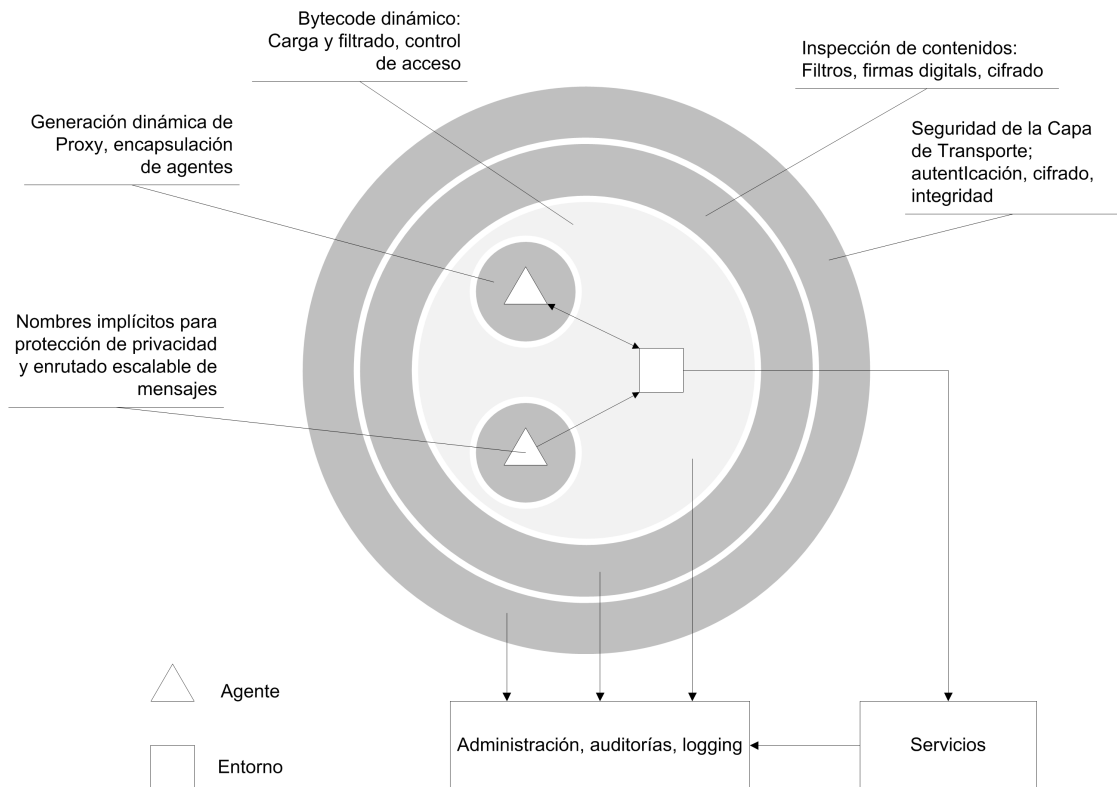 Bytecode dinámico:
Carga y filtrado, control
de acceso
Inspección de contenidos:
Filtros, firmas digitals, cifrado
Generación dinámica de
Proxy, encapsulación
de agentes
Seguridad de la Capa
de Transporte;
autentIcación, cifrado,
integridad
Nombres implícitos para
protección de privacidad
y enrutado escalable de
mensajes
Agente
Entorno
Administración, auditorías, logging
Servicios